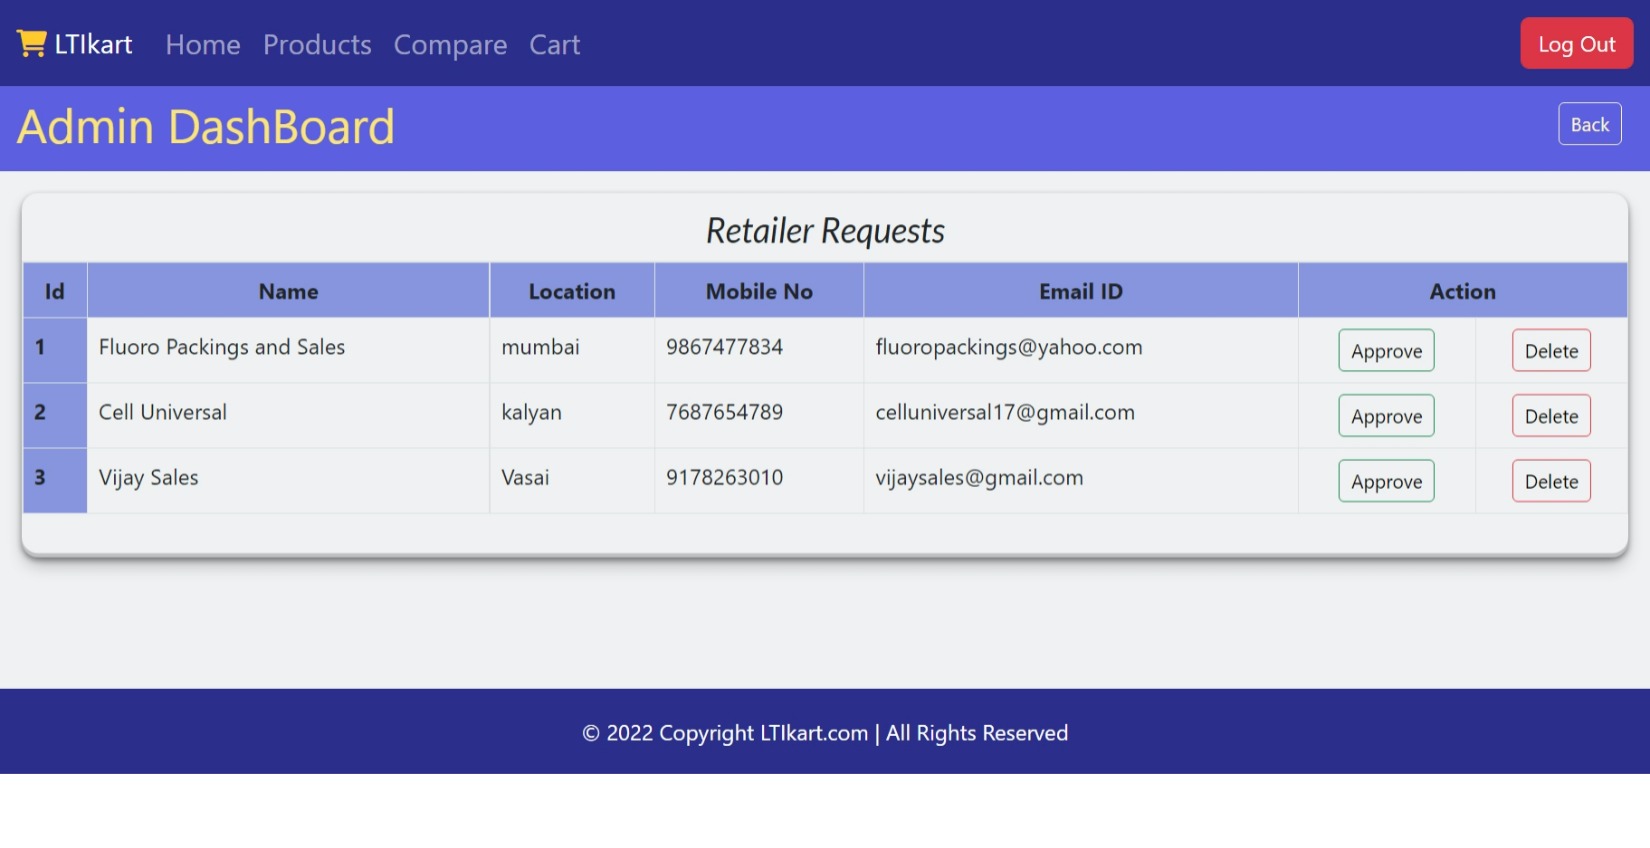 LTIkart Home Products Compare Cart Log Out
Admin DashBoard Back
Retailer Requests
Id Name Location Mobile No Email ID Action
1 Fluoro Packings and Sales mumbai 9867477834 fluoropackings@yahoo.com Approve Delete
2 Cell Universal kalyan 7687654789 celluniversal17@gmail.com Approve Delete
3 Vijay Sales Vasai 9178263010 vijaysales@gmail.com Approve Delete
© 2022 Copyright LTIkart.com | All Rights Reserved